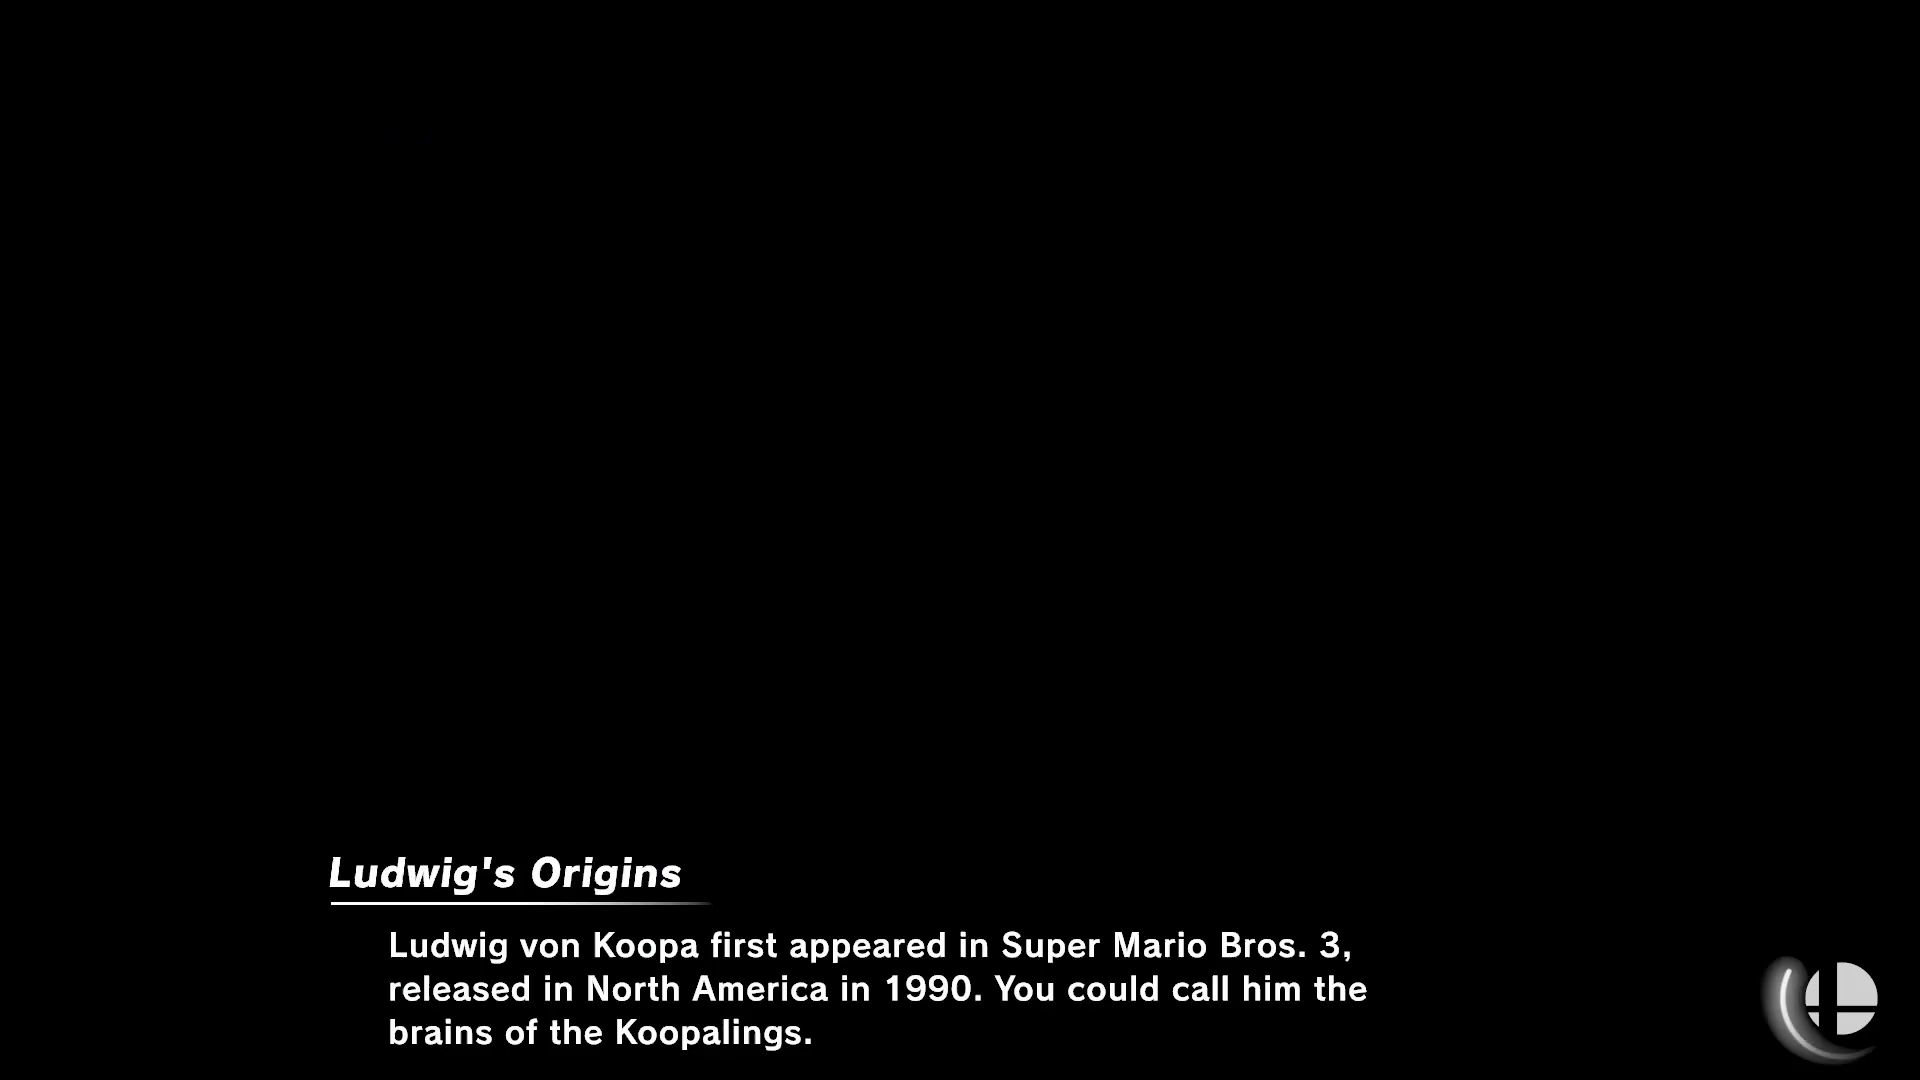 Ludwig's Origins
Ludwig von Koopa first appeared in Super Mario Bros. 3,
released in North America in 1990. You could call him the
brains of the Koopalings.